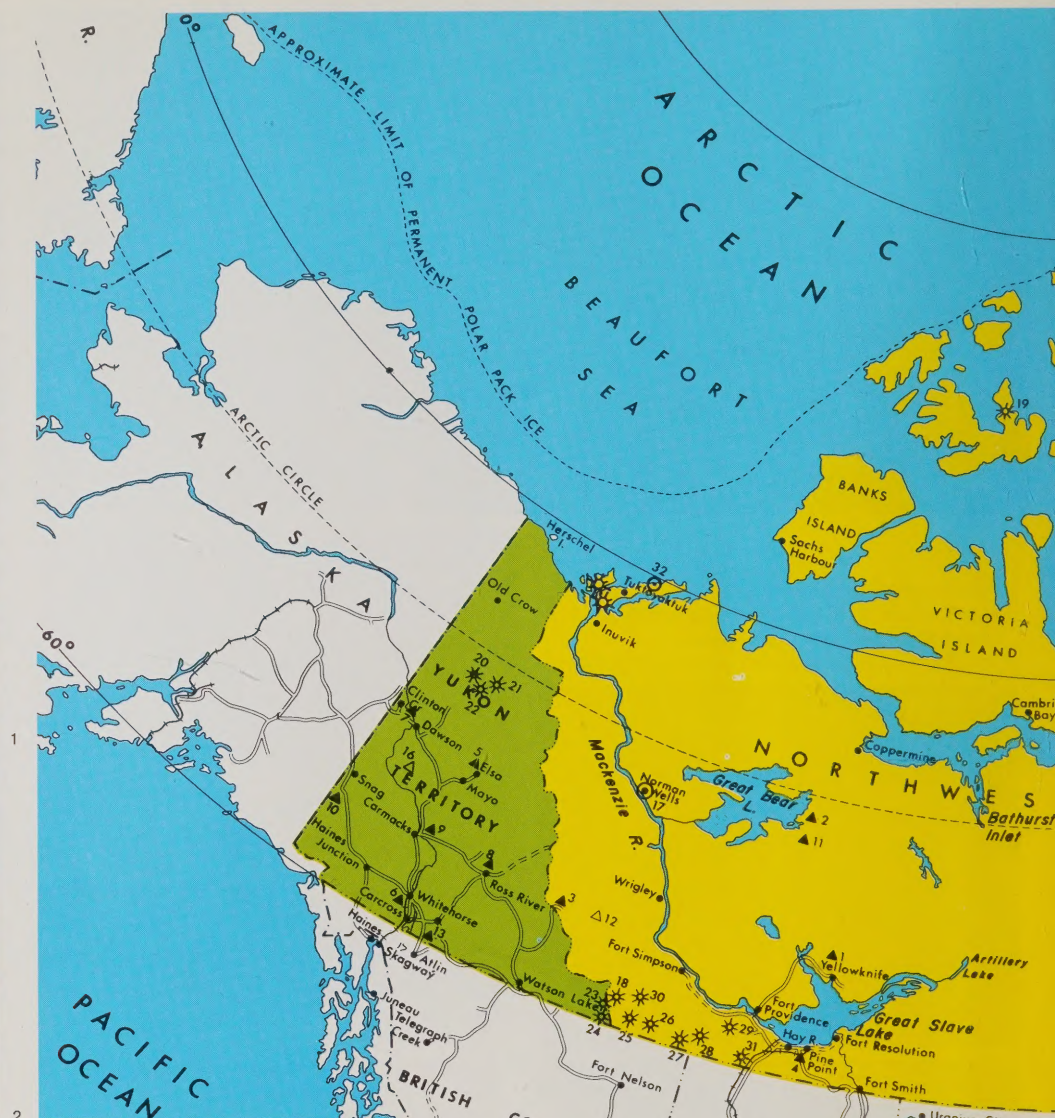 R.
0°
APPROXIMATE LIMIT OF PERMANENT POLAR PACK ICE
ARCTIC
OCEAN
BEAUFORT
SEA
19
ARCTIC CIRCLE
ALASKA
BANKS
ISLAND
Sachs
Harbour
Herschel
I.
32
Tuktoyaktuk
Old Crow
Inuvik
VICTORIA
ISLAND
60°
20
21
22
YUKON
TERRITORY
Clinton
Cr.
7
Dawson
Cambri
Bay
1
16
5
Elsa
Mayo
Mackenzie R.
NORTHWES
Coppermine
Snag
Norman
Wells
17
Great Bear
L.
2
11
Bathurst
Inlet
10
Carmacks
9
Haines
Junction
8
Ross River
6
Whitehorse
Carcross
13
3
12
Wrigley
Haines
Skagway
Atlin
Fort Simpson
1
Yellowknife
Artillery
Lake
Watson Lake
23
18
30
24
25
26
27
28
29
31
Fort
Providence
Great Slave
Lake
Hay R.
Fort Resolution
Pine
Point
4
Juneau
Telegraph
Creek
Fort Nelson
Fort Smith
PACIFIC
OCEAN
BRITISH
2